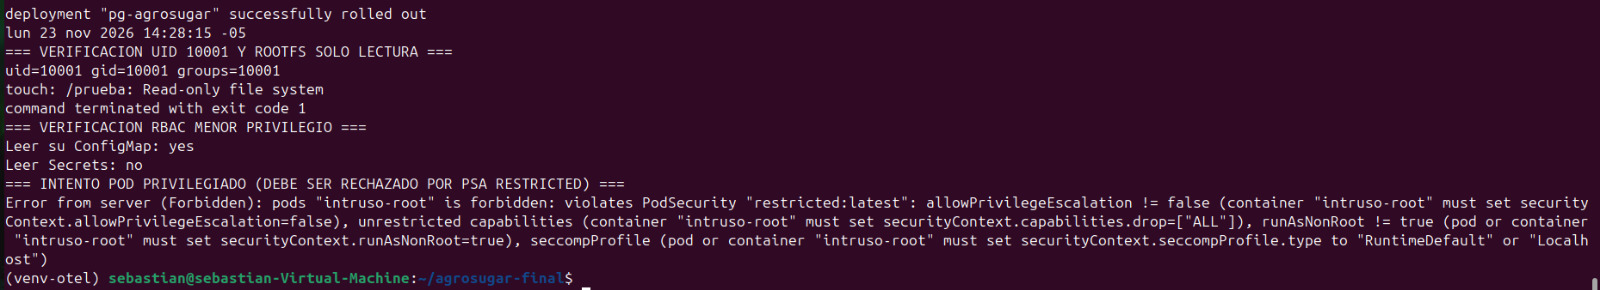 deployment "pg-agrosugar" successfully rolled out
lun 23 nov 2026 14:28:15 -05
=== VERIFICACION UID 10001 Y ROOTFS SOLO LECTURA ===
uid=10001 gid=10001 groups=10001
touch: /prueba: Read-only file system
command terminated with exit code 1
=== VERIFICACION RBAC MENOR PRIVILEGIO ===
Leer su ConfigMap: yes
Leer Secrets: no
=== INTENTO POD PRIVILEGIADO (DEBE SER RECHAZADO POR PSA RESTRICTED) ===
Error from server (Forbidden): pods "intruso-root" is forbidden: violates PodSecurity "restricted:latest": allowPrivilegeEscalation != false (container "intruso-root" must set security
Context.allowPrivilegeEscalation=false), unrestricted capabilities (container "intruso-root" must set securityContext.capabilities.drop=["ALL"]), runAsNonRoot != true (pod or container
 "intruso-root" must set securityContext.runAsNonRoot=true), seccompProfile (pod or container "intruso-root" must set securityContext.seccompProfile.type to "RuntimeDefault" or "Localh
ost")
(venv-otel) sebastian@sebastian-Virtual-Machine:~/agrosugar-final$